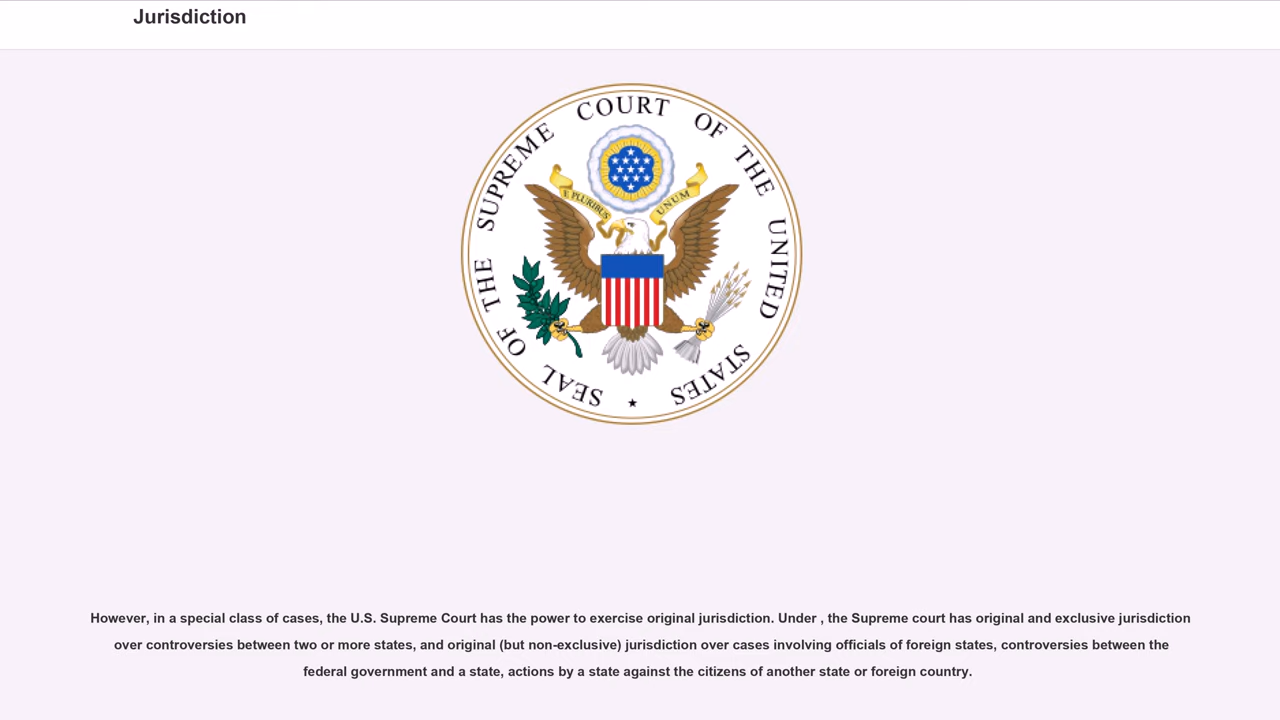 Jurisdiction
SEAL OF THE SUPREME COURT OF THE UNITED STATES
E PLURIBUS UNUM
However, in a special class of cases, the U.S. Supreme Court has the power to exercise original jurisdiction. Under , the Supreme court has original and exclusive jurisdiction
over controversies between two or more states, and original (but non-exclusive) jurisdiction over cases involving officials of foreign states, controversies between the
federal government and a state, actions by a state against the citizens of another state or foreign country.